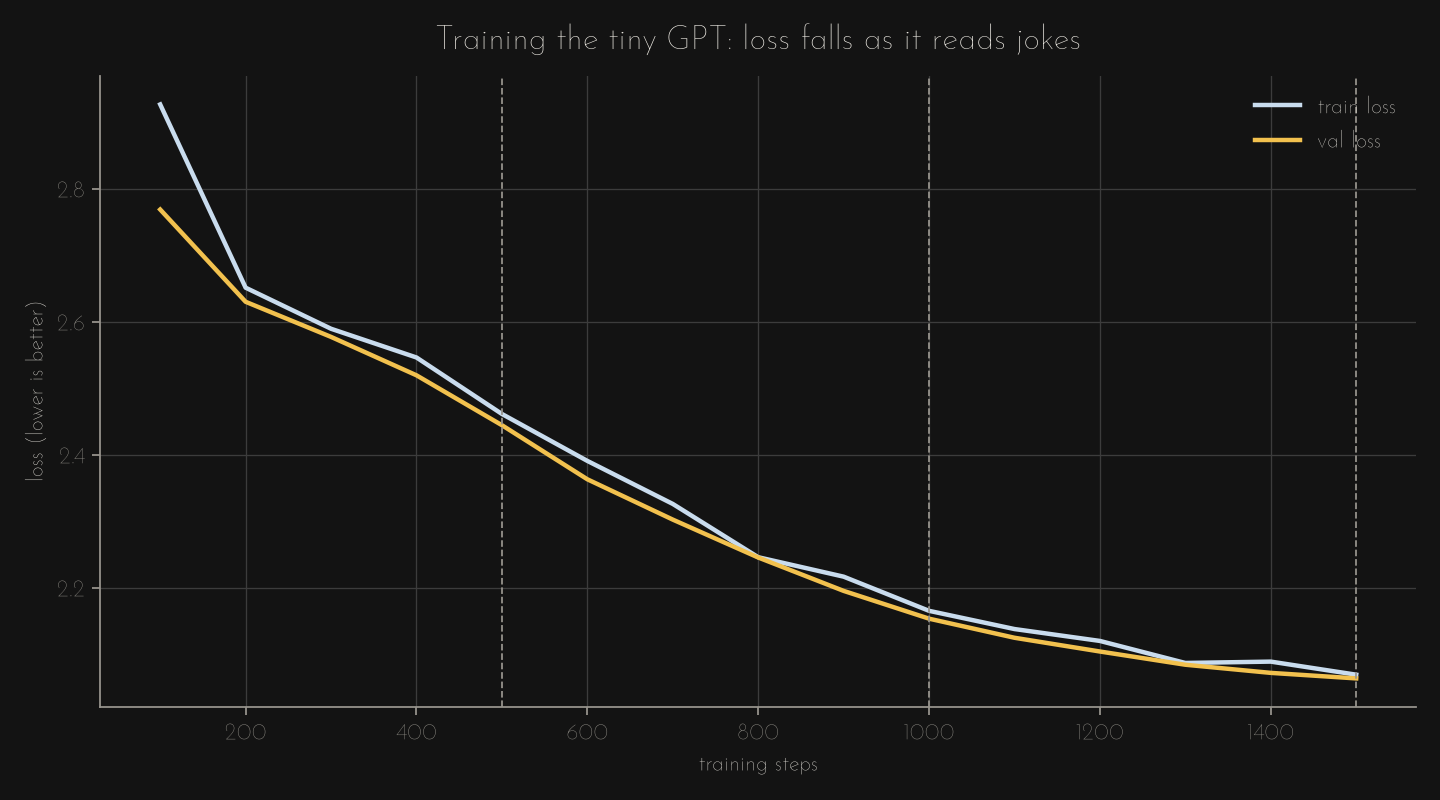 Training the tiny GPT: loss falls as it reads jokes
train loss
val loss
loss (lower is better)
2.8
2.6
2.4
2.2
200 400 600 800 1000 1200 1400
training steps